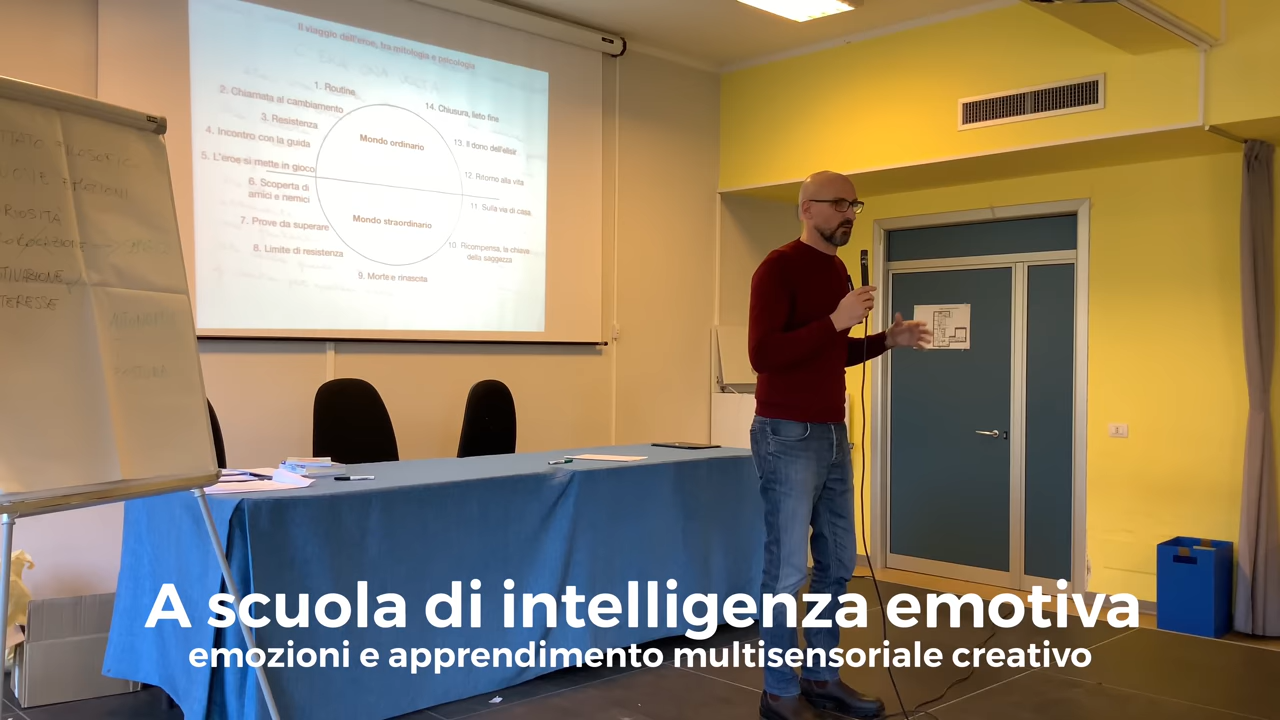 Il viaggio dell'eroe, fra mitologia e psicologia
1. Routine
2. Chiamata al cambiamento
3. Resistenza
4. Incontro con la guida
5. L'eroe si mette in gioco
6. Scoperta di
amici e nemici
7. Prove da superare
8. Limite di resistenza
9. Morte e rinascita
10. Ricompensa, la chiave
della saggezza
11. Sulla via di casa
12. Ritorno alla vita
13. Il dono dell'elisir
14. Chiusura, lieto fine
Mondo ordinario
Mondo straordinario
A scuola di intelligenza emotiva
emozioni e apprendimento multisensoriale creativo